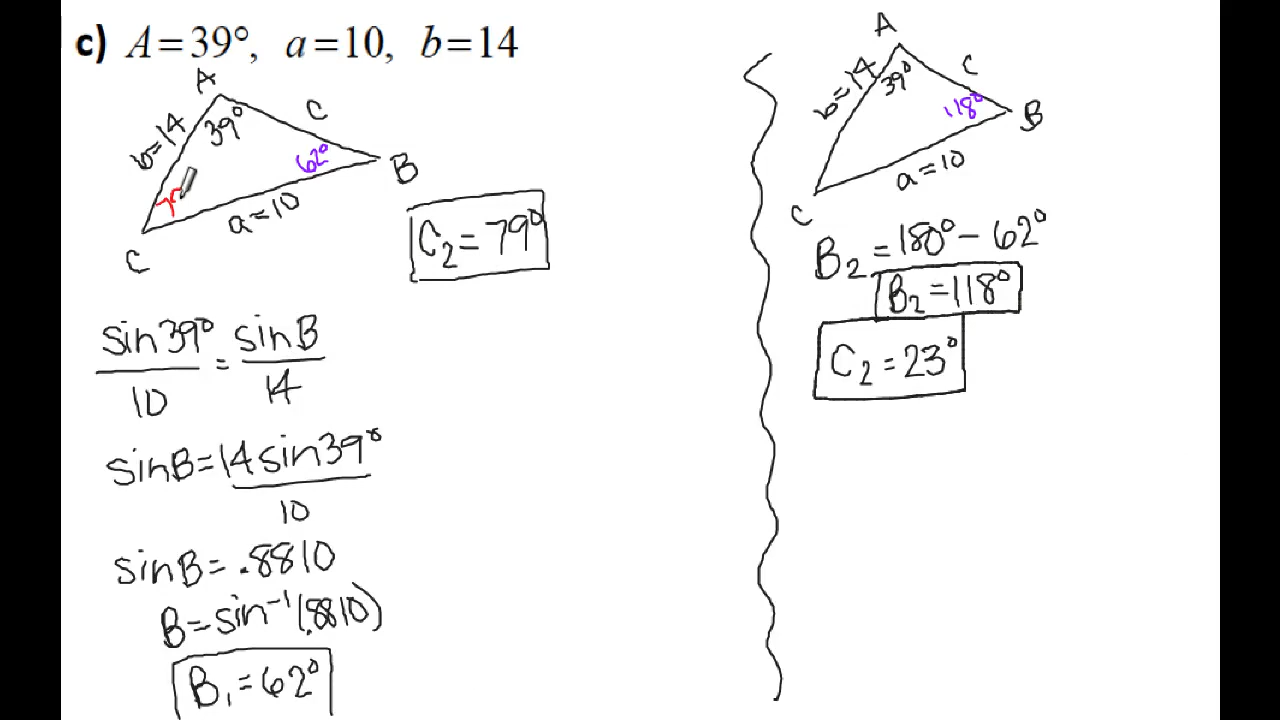 c) A=39°, a=10, b=14
A
b=14
39°
C
62°
B
a=10
C
C₂=79°
sin39° = sinB
10 14
sinB=14sin39°
10
sinB=.8810
B=sin⁻¹(.8810)
B₁=62°
A
b=14
39°
C
118°
B
a=10
C
B₂=180°-62°
B₂=118°
C₂=23°